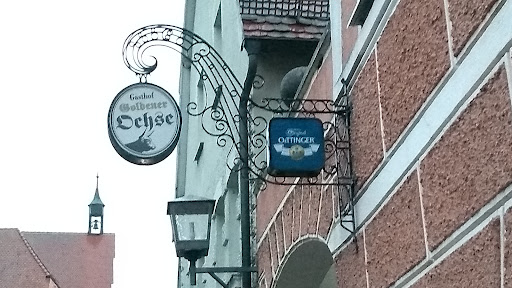 Gasthof
Goldener
Ochse
Original
OeTTINGER